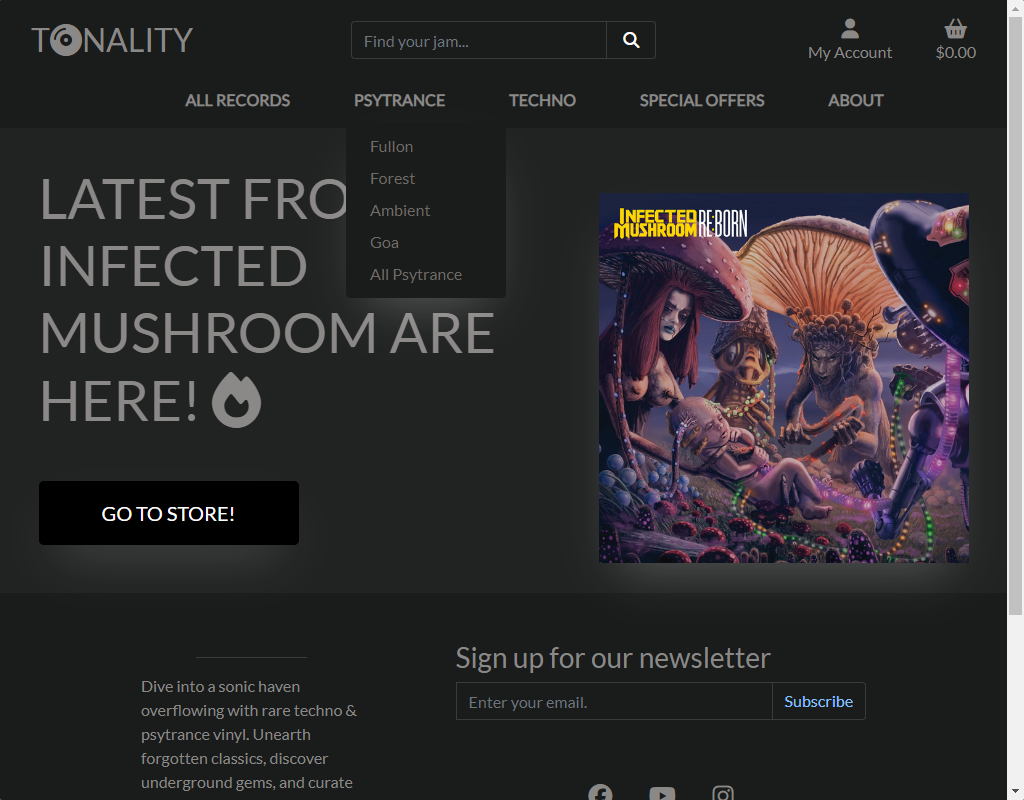 TONALITY
Find your jam...
My Account
$0.00
ALL RECORDS
PSYTRANCE
TECHNO
SPECIAL OFFERS
ABOUT
Fullon
Forest
Ambient
Goa
All Psytrance
LATEST FRO
INFECTED
MUSHROOM ARE
HERE!
GO TO STORE!
INFECTED
MUSHROOM RE:BORN
Dive into a sonic haven
overflowing with rare techno &
psytrance vinyl. Unearth
forgotten classics, discover
underground gems, and curate
Sign up for our newsletter
Enter your email.
Subscribe